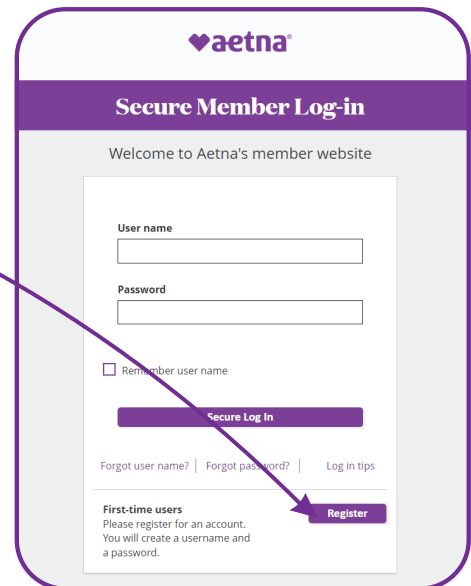 aetna®
Secure Member Log-in
Welcome to Aetna's member website
User name
Password
Remember user name
Secure Log In
Forgot user name? | Forgot password? | Log in tips
First-time users
Please register for an account.
You will create a username and
a password.
Register